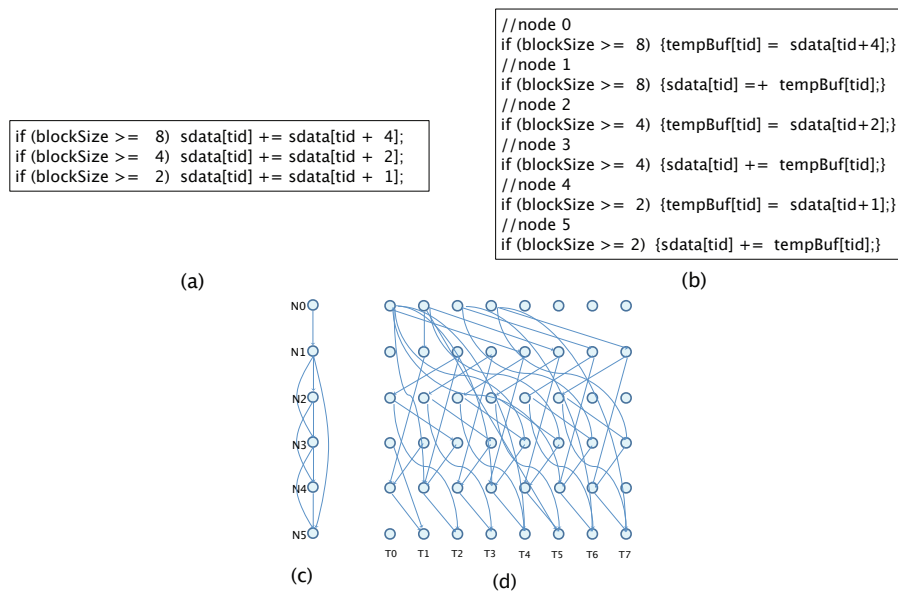 if (blockSize >=  8)  sdata[tid] += sdata[tid +  4];
if (blockSize >=  4)  sdata[tid] += sdata[tid +  2];
if (blockSize >=  2)  sdata[tid] += sdata[tid +  1];
(a)
//node 0
if (blockSize >=  8)  {tempBuf[tid] =  sdata[tid+4];}
//node 1
if (blockSize >=  8)  {sdata[tid] =+  tempBuf[tid];}
//node 2
if (blockSize >=  4)  {tempBuf[tid] =  sdata[tid+2];}
//node 3
if (blockSize >=  4)  {sdata[tid] +=  tempBuf[tid];}
//node 4
if (blockSize >=  2)  {tempBuf[tid] =  sdata[tid+1];}
//node 5
if (blockSize >= 2)  {sdata[tid] +=  tempBuf[tid];}
(b)
N0
N1
N2
N3
N4
N5
(c)
T0 T1 T2 T3 T4 T5 T6 T7
(d)